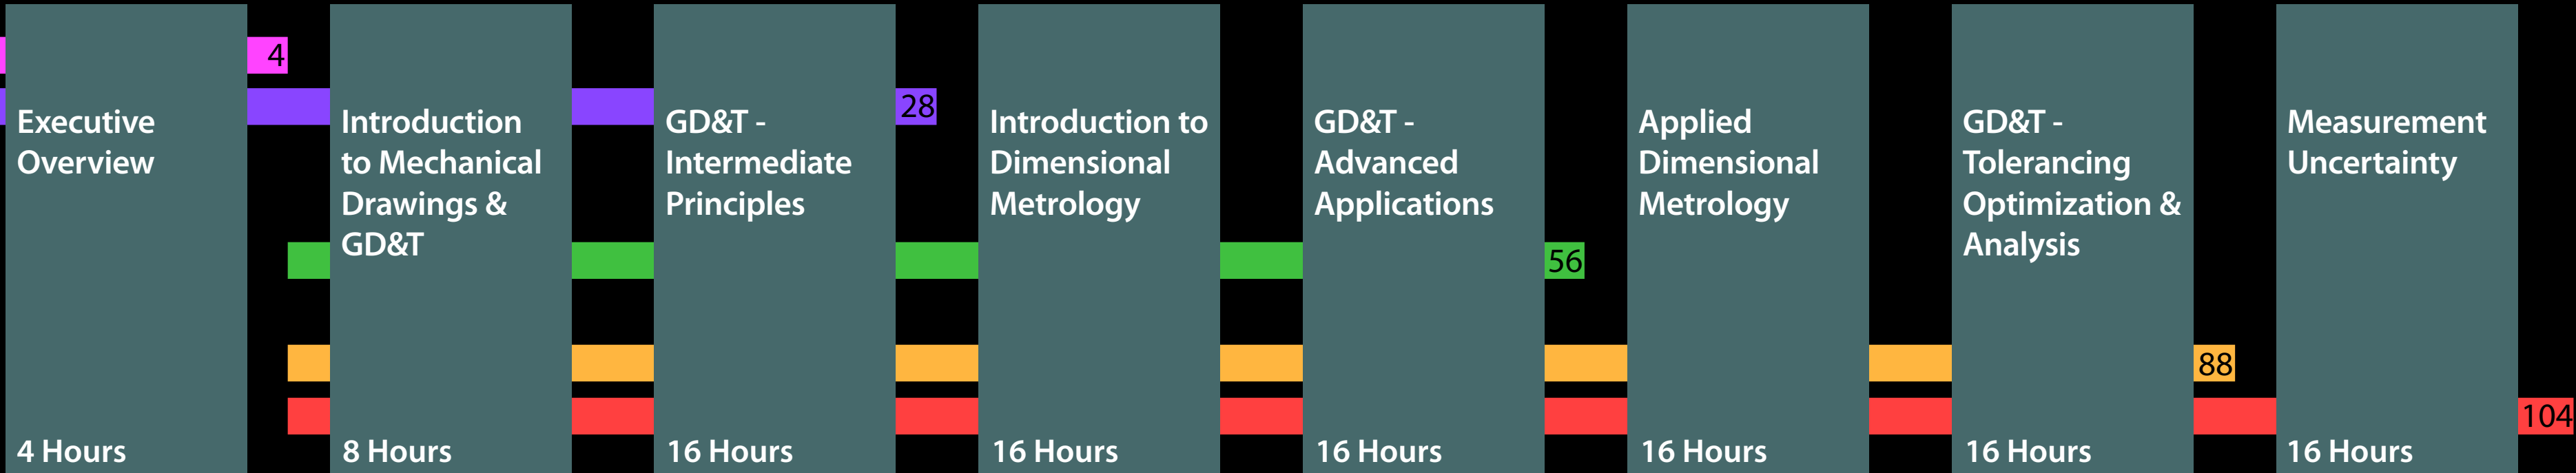 4
28
56
88
104
Executive
Overview
4 Hours
Introduction
to Mechanical
Drawings &
GD&T
8 Hours
GD&T -
Intermediate
Principles
16 Hours
Introduction to
Dimensional
Metrology
16 Hours
GD&T -
Advanced
Applications
16 Hours
Applied
Dimensional
Metrology
16 Hours
GD&T -
Tolerancing
Optimization &
Analysis
16 Hours
Measurement
Uncertainty
16 Hours